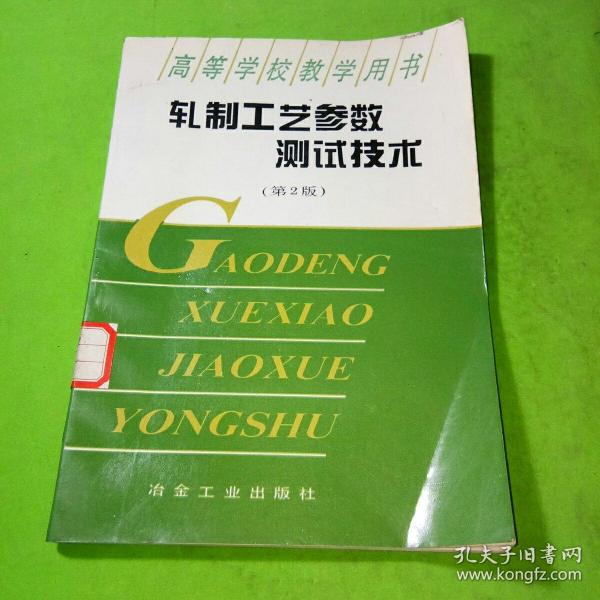 高等学校教学用书
轧制工艺参数
测试技术
(第2版)
GAODENG
XUEXIAO
JIAOXUE
YONGSHU
冶金工业出版社
孔夫子旧书网
www.kongfz.com